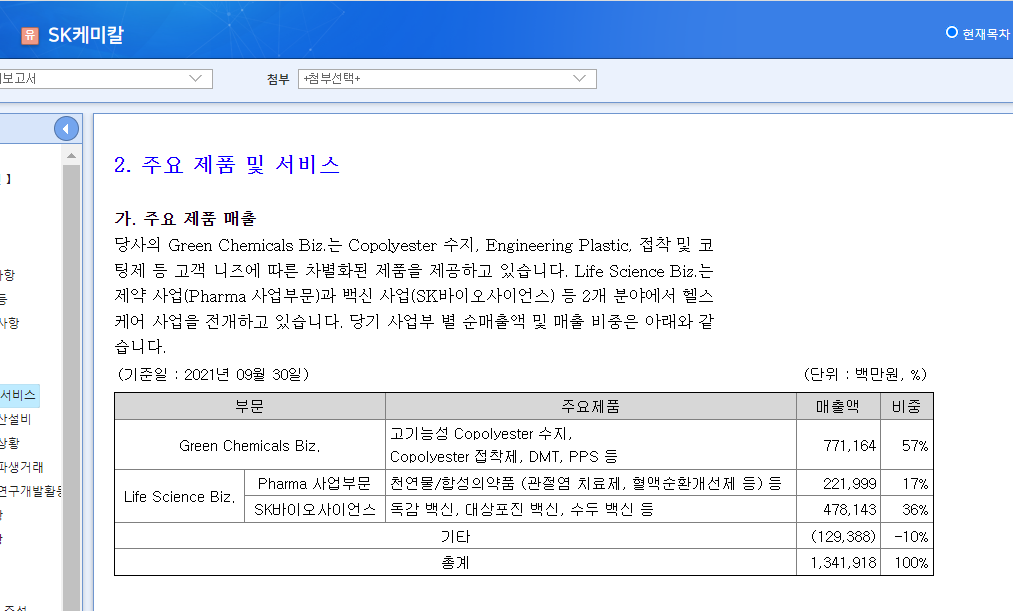 유 SK케미칼
현재목차
보고서
첨부 +첨부선택+
】
사항
서비스
상황
파생거래
연구개발활동
2. 주요 제품 및 서비스
가. 주요 제품 매출
당사의 Green Chemicals Biz.는 Copolyester 수지, Engineering Plastic, 접착 및 코
팅제 등 고객 니즈에 따른 차별화된 제품을 제공하고 있습니다. Life Science Biz.는
제약 사업(Pharma 사업부문)과 백신 사업(SK바이오사이언스) 등 2개 분야에서 헬스
케어 사업을 전개하고 있습니다. 당기 사업부 별 순매출액 및 매출 비중은 아래와 같
습니다.
(기준일 : 2021년 09월 30일) (단위 : 백만원, %)
부문 주요제품 매출액 비중
Green Chemicals Biz. 고기능성 Copolyester 수지,
Copolyester 접착제, DMT, PPS 등 771,164 57%
Life Science Biz. Pharma 사업부문 천연물/합성의약품 (관절염 치료제, 혈액순환개선제 등) 등 221,999 17%
SK바이오사이언스 독감 백신, 대상포진 백신, 수두 백신 등 478,143 36%
기타 (129,388) -10%
총계 1,341,918 100%